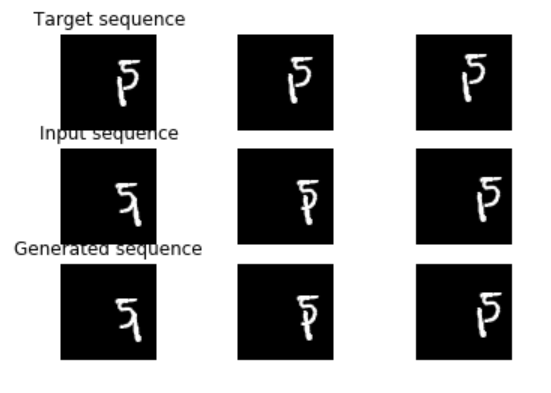 Target sequence
Input sequence
Generated sequence